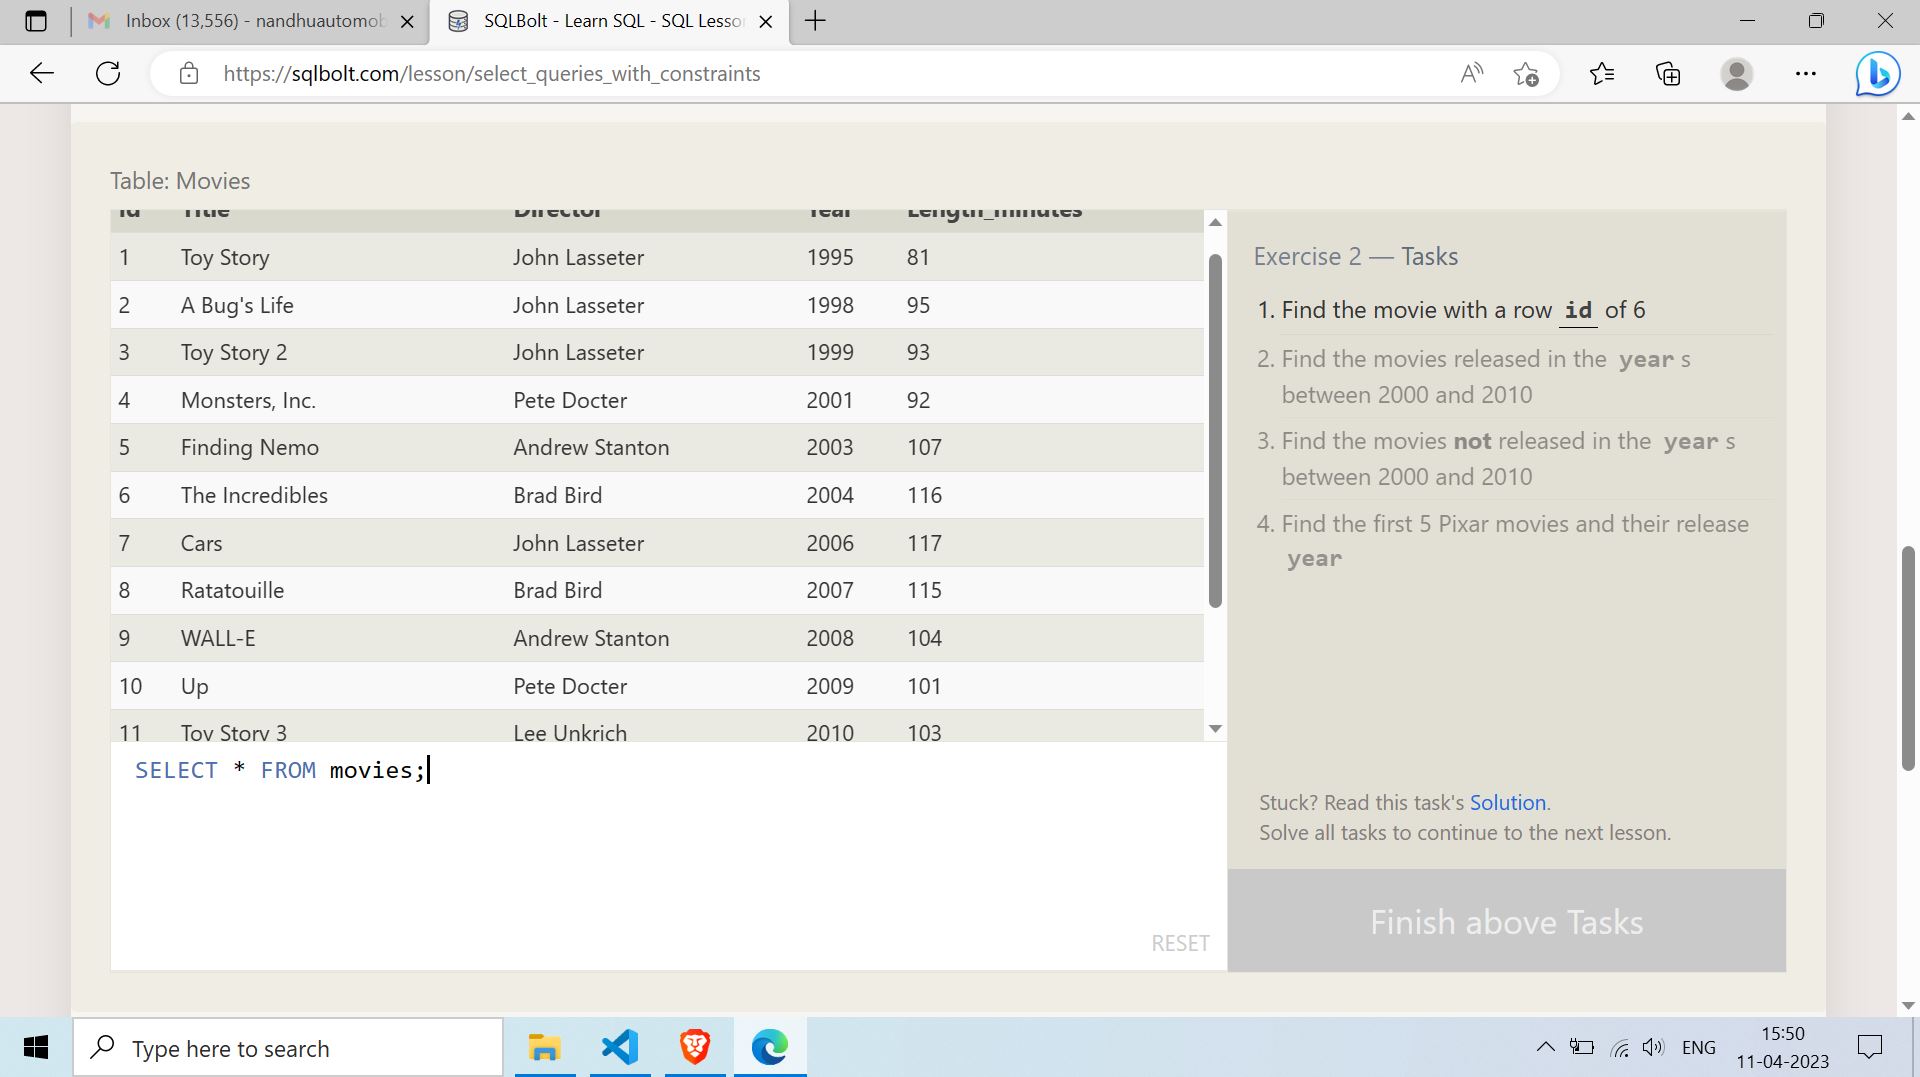 Inbox (13,556) - nandhuautomob
SQLBolt - Learn SQL - SQL Lesso
https://sqlbolt.com/lesson/select_queries_with_constraints
Table: Movies
Id Title Director Year Length_minutes
1 Toy Story John Lasseter 1995 81
2 A Bug's Life John Lasseter 1998 95
3 Toy Story 2 John Lasseter 1999 93
4 Monsters, Inc. Pete Docter 2001 92
5 Finding Nemo Andrew Stanton 2003 107
6 The Incredibles Brad Bird 2004 116
7 Cars John Lasseter 2006 117
8 Ratatouille Brad Bird 2007 115
9 WALL-E Andrew Stanton 2008 104
10 Up Pete Docter 2009 101
11 Toy Story 3 Lee Unkrich 2010 103
SELECT * FROM movies;
RESET
Exercise 2 — Tasks
1. Find the movie with a row id of 6
2. Find the movies released in the year s
between 2000 and 2010
3. Find the movies not released in the year s
between 2000 and 2010
4. Find the first 5 Pixar movies and their release
year
Stuck? Read this task's Solution.
Solve all tasks to continue to the next lesson.
Finish above Tasks
Type here to search
ENG
15:50
11-04-2023